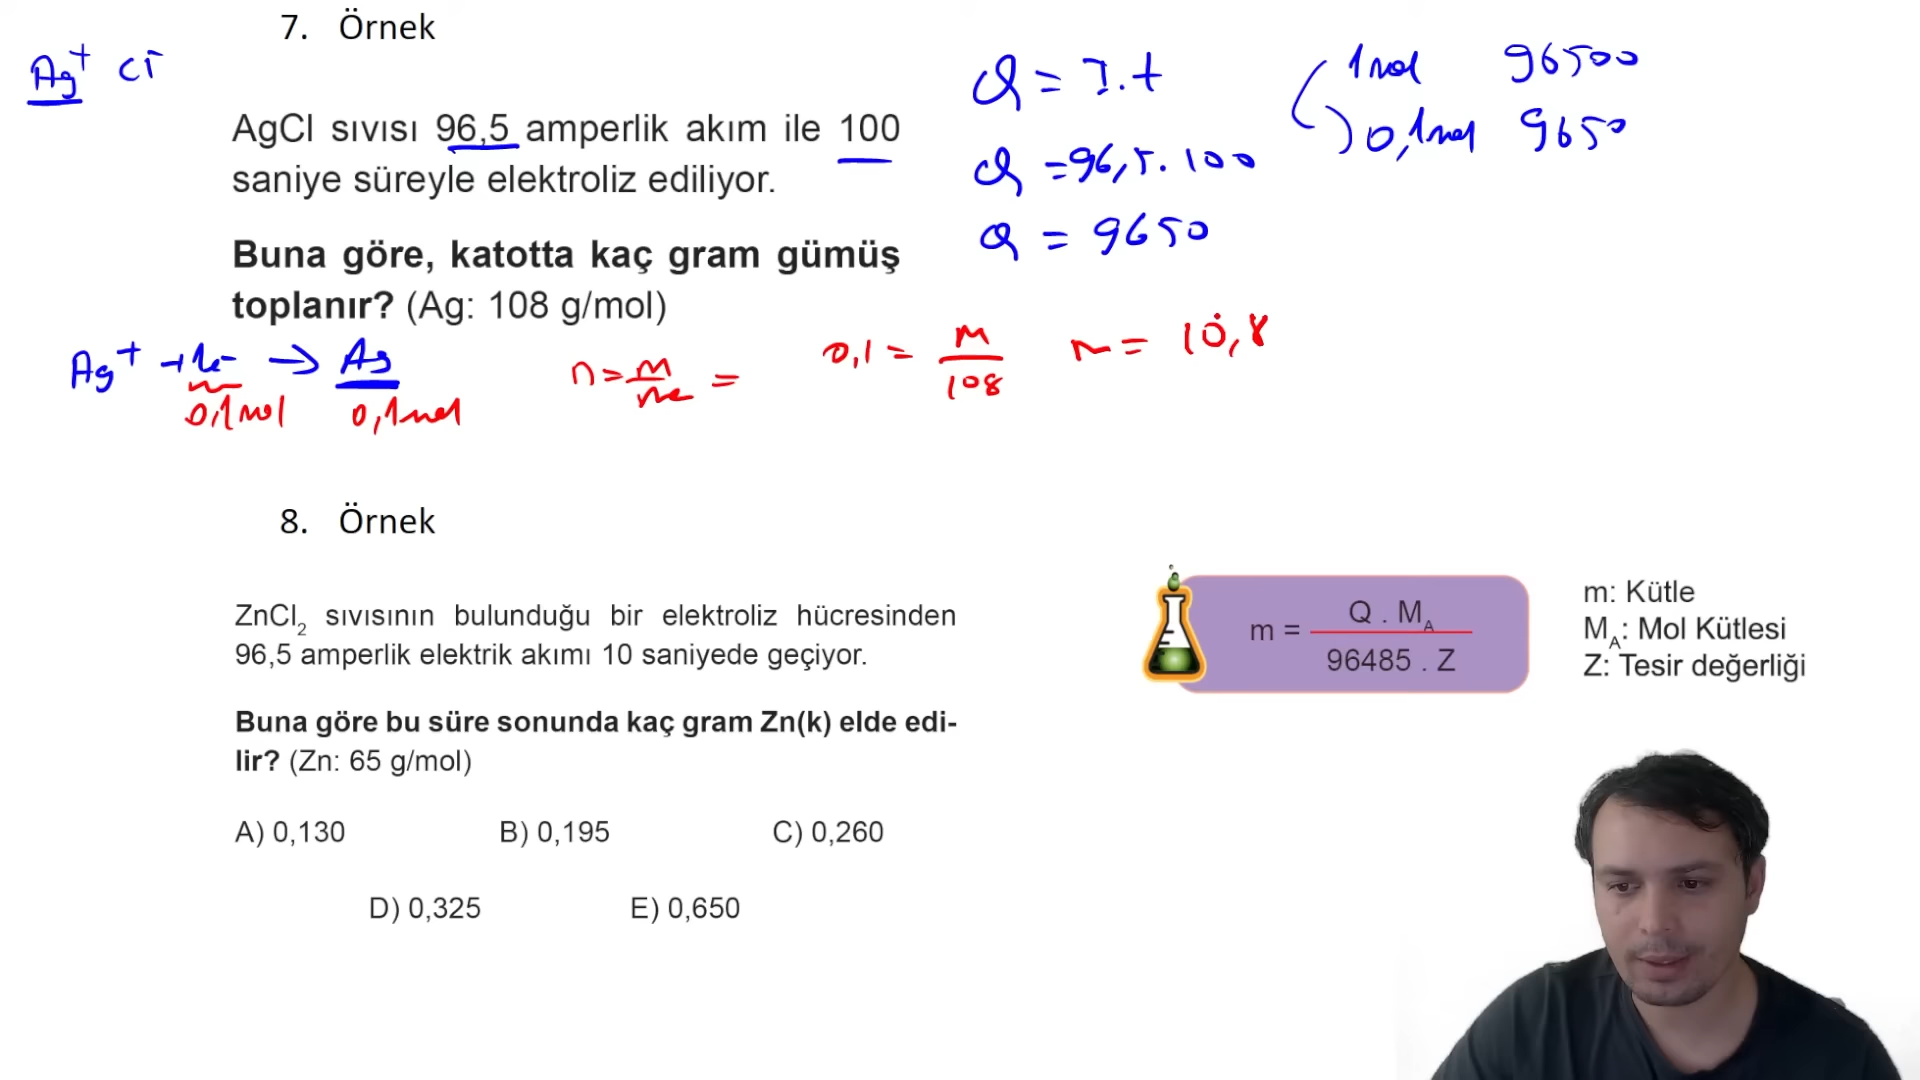 7. Örnek
Ag⁺ Cl⁻
AgCl sıvısı 96,5 amperlik akım ile 100
saniye süreyle elektroliz ediliyor.
Buna göre, katotta kaç gram gümüş
toplanır? (Ag: 108 g/mol)
Q = I.t
Q = 96,5.100
Q = 9650
1 mol 96500
0,1 mol 9650
Ag⁺ + 1e⁻ → Ag
0,1 mol 0,1 mol
n = m/ma =
0,1 = m/108
m = 10,8
8. Örnek
ZnCl₂ sıvısının bulunduğu bir elektroliz hücresinden
96,5 amperlik elektrik akımı 10 saniyede geçiyor.
Buna göre bu süre sonunda kaç gram Zn(k) elde edi-
lir? (Zn: 65 g/mol)
A) 0,130 B) 0,195 C) 0,260
D) 0,325 E) 0,650
m = Q . M_A / 96485 . Z
m: Kütle
M_A: Mol Kütlesi
Z: Tesir değerliği